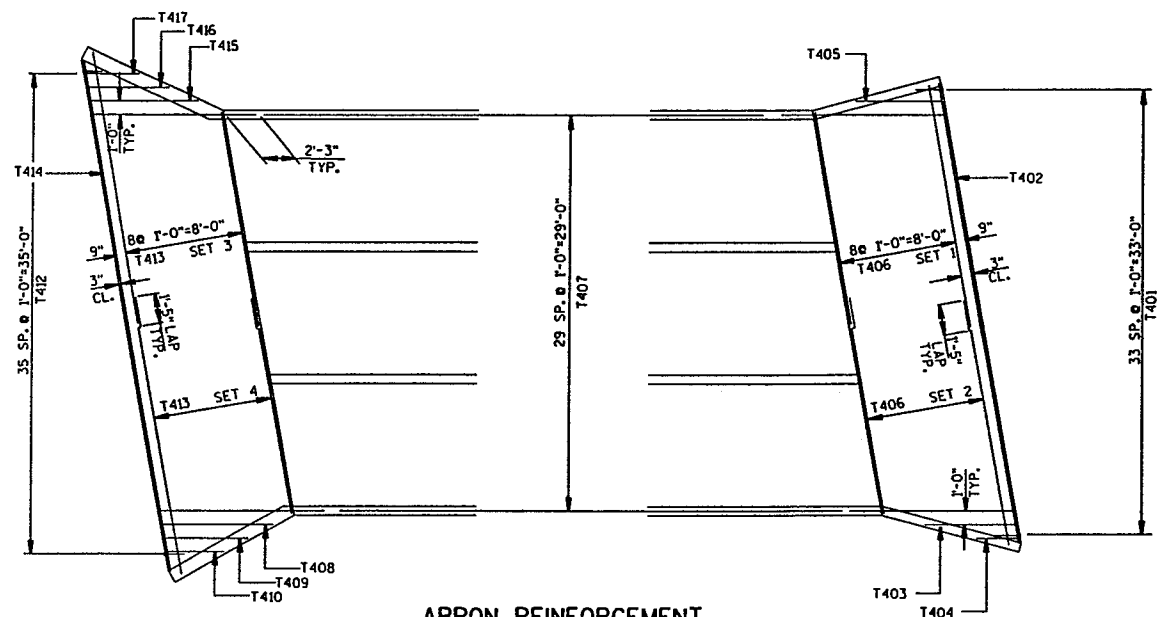 T417
T416
T415
T405
1'-0"
TYP.
2'-3"
TYP.
T414
T402
8@ 1'-0"=8'-0"
T413 SET 3
9"
3"
CL.
1'-5" LAP
TYP.
35 SP. @ 1'-0"=35'-0"
T412
29 SP. @ 1'-0"=29'-0"
T407
8@ 1'-0"=8'-0"
T406 SET 1
9"
3"
CL.
1'-5"
LAP
TYP.
33 SP. @ 1'-0"=33'-0"
T401
T413 SET 4
T406 SET 2
1'-0"
TYP.
T408
T409
T410
T403
T404
APRON REINFORCEMENT